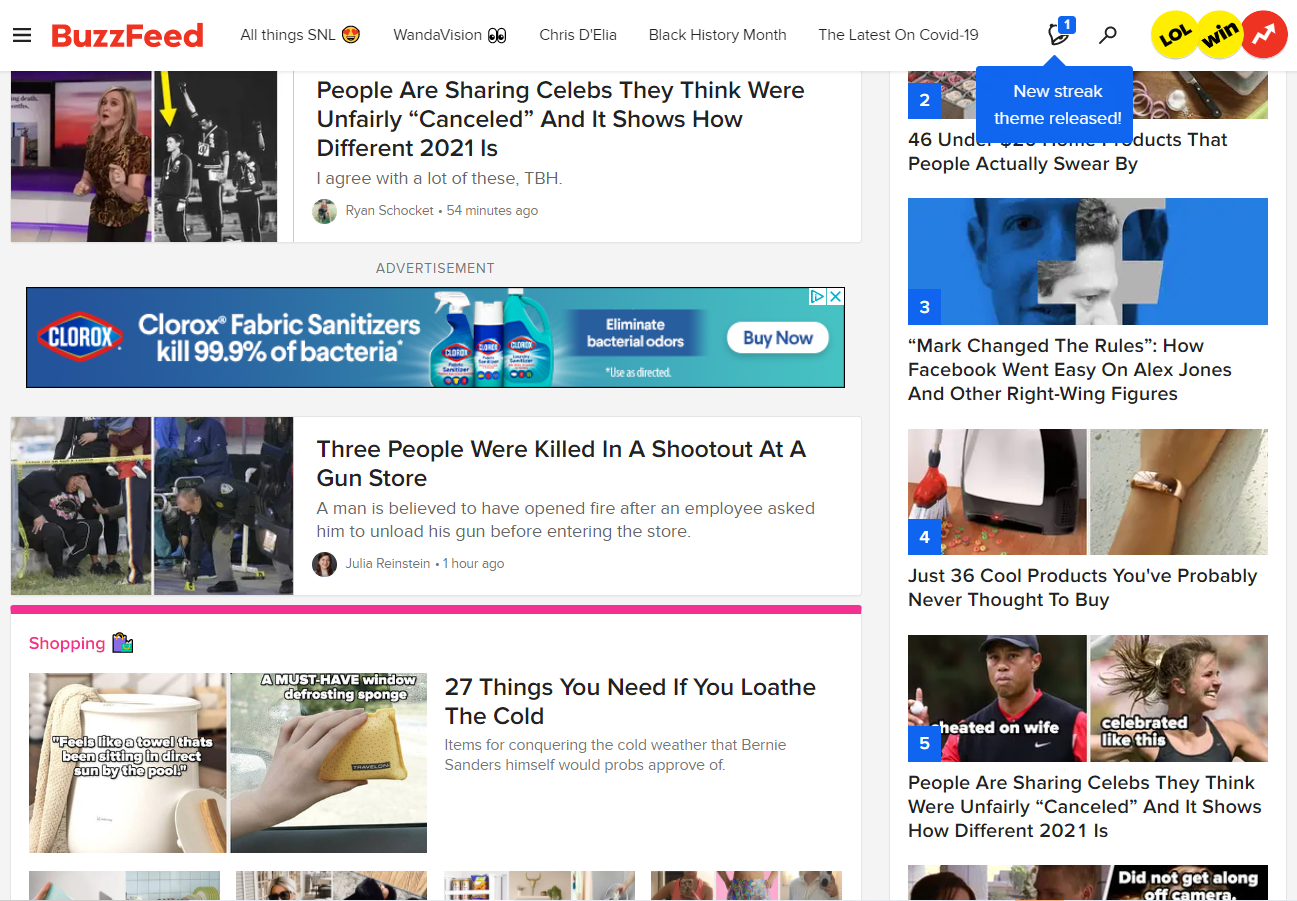 BuzzFeed
All things SNL
WandaVision
Chris D'Elia
Black History Month
The Latest On Covid-19
1
LOL
win
New streak
theme released!
People Are Sharing Celebs They Think Were
Unfairly “Canceled” And It Shows How
Different 2021 Is
I agree with a lot of these, TBH.
Ryan Schocket • 54 minutes ago
ADVERTISEMENT
CLOROX
Clorox® Fabric Sanitizers
kill 99.9% of bacteria*
Eliminate
bacterial odors
*Use as directed.
Buy Now
Three People Were Killed In A Shootout At A
Gun Store
A man is believed to have opened fire after an employee asked
him to unload his gun before entering the store.
Julia Reinstein • 1 hour ago
Shopping
"Feels like a towel thats
been sitting in direct
sun by the pool."
A MUST-HAVE window
defrosting sponge
TRAVELON
27 Things You Need If You Loathe
The Cold
Items for conquering the cold weather that Bernie
Sanders himself would probs approve of.
2
46 Under $20 Home Products That
People Actually Swear By
3
“Mark Changed The Rules”: How
Facebook Went Easy On Alex Jones
And Other Right-Wing Figures
4
Just 36 Cool Products You've Probably
Never Thought To Buy
cheated on wife
celebrated
like this
5
People Are Sharing Celebs They Think
Were Unfairly “Canceled” And It Shows
How Different 2021 Is
Did not get along
off camera.